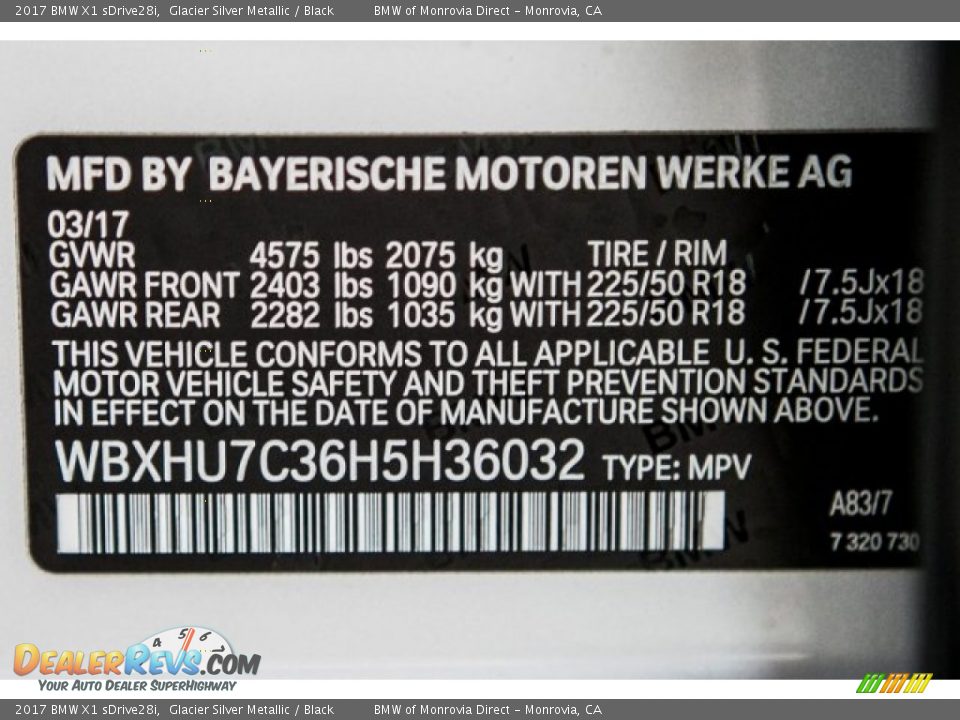 2017 BMW X1 sDrive28i, Glacier Silver Metallic / Black BMW of Monrovia Direct - Monrovia, CA
MFD BY BAYERISCHE MOTOREN WERKE AG
03/17
GVWR 4575 lbs 2075 kg TIRE / RIM
GAWR FRONT 2403 lbs 1090 kg WITH 225/50 R18 /7.5Jx18
GAWR REAR 2282 lbs 1035 kg WITH 225/50 R18 /7.5Jx18
THIS VEHICLE CONFORMS TO ALL APPLICABLE U. S. FEDERAL
MOTOR VEHICLE SAFETY AND THEFT PREVENTION STANDARDS
IN EFFECT ON THE DATE OF MANUFACTURE SHOWN ABOVE.
WBXHU7C36H5H36032 TYPE: MPV
A83/7
7 320 730
4 5 6 7
DEALERREVS.COM
YOUR AUTO DEALER SUPERHIGHWAY
2017 BMW X1 sDrive28i, Glacier Silver Metallic / Black BMW of Monrovia Direct - Monrovia, CA